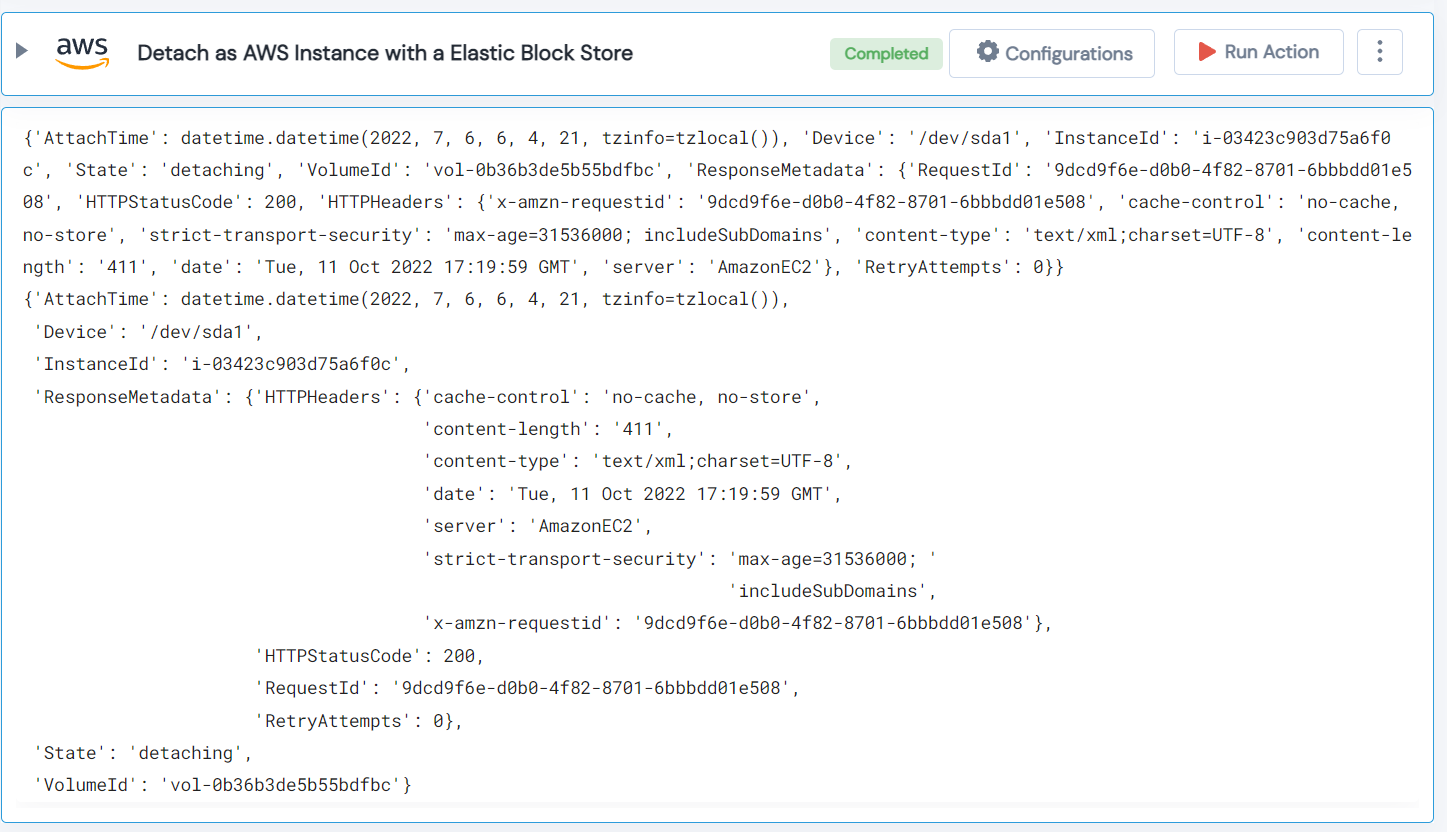 aws
Detach as AWS Instance with a Elastic Block Store
Completed
Configurations
Run Action
{'AttachTime': datetime.datetime(2022, 7, 6, 6, 4, 21, tzinfo=tzlocal()), 'Device': '/dev/sda1', 'InstanceId': 'i-03423c903d75a6f0
c', 'State': 'detaching', 'VolumeId': 'vol-0b36b3de5b55bdfbc', 'ResponseMetadata': {'RequestId': '9dcd9f6e-d0b0-4f82-8701-6bbbdd01e5
08', 'HTTPStatusCode': 200, 'HTTPHeaders': {'x-amzn-requestid': '9dcd9f6e-d0b0-4f82-8701-6bbbdd01e508', 'cache-control': 'no-cache,
no-store', 'strict-transport-security': 'max-age=31536000; includeSubDomains', 'content-type': 'text/xml;charset=UTF-8', 'content-le
ngth': '411', 'date': 'Tue, 11 Oct 2022 17:19:59 GMT', 'server': 'AmazonEC2'}, 'RetryAttempts': 0}}
{'AttachTime': datetime.datetime(2022, 7, 6, 6, 4, 21, tzinfo=tzlocal()),
 'Device': '/dev/sda1',
 'InstanceId': 'i-03423c903d75a6f0c',
 'ResponseMetadata': {'HTTPHeaders': {'cache-control': 'no-cache, no-store',
                                      'content-length': '411',
                                      'content-type': 'text/xml;charset=UTF-8',
                                      'date': 'Tue, 11 Oct 2022 17:19:59 GMT',
                                      'server': 'AmazonEC2',
                                      'strict-transport-security': 'max-age=31536000; '
                                                                   'includeSubDomains',
                                      'x-amzn-requestid': '9dcd9f6e-d0b0-4f82-8701-6bbbdd01e508'},
                      'HTTPStatusCode': 200,
                      'RequestId': '9dcd9f6e-d0b0-4f82-8701-6bbbdd01e508',
                      'RetryAttempts': 0},
 'State': 'detaching',
 'VolumeId': 'vol-0b36b3de5b55bdfbc'}